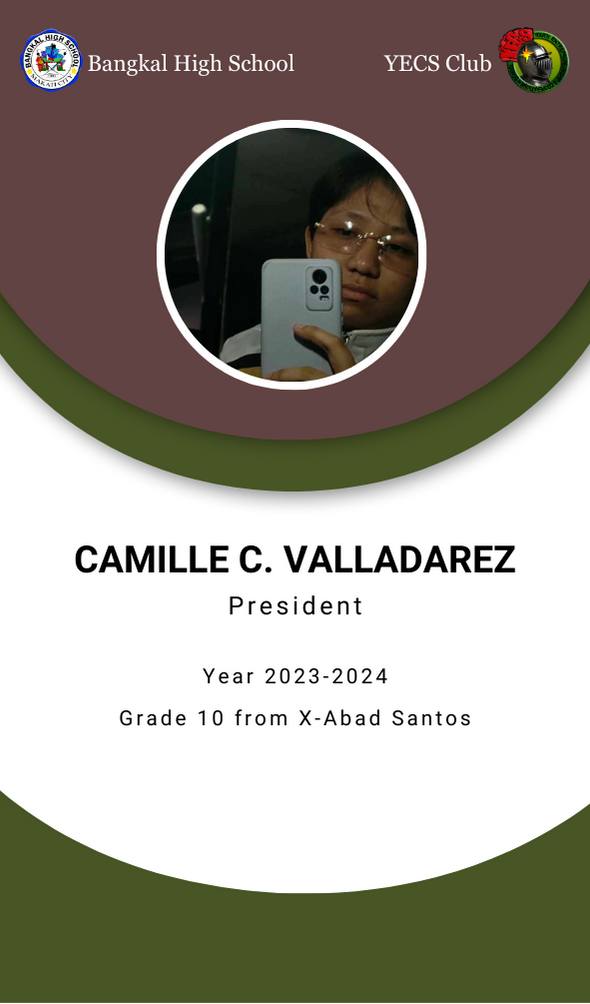 BANGKAL HIGH SCHOOL
MAKATI CITY
Bangkal High School
YECS Club
YECS
CAMILLE C. VALLADAREZ
President
Year 2023-2024
Grade 10 from X-Abad Santos